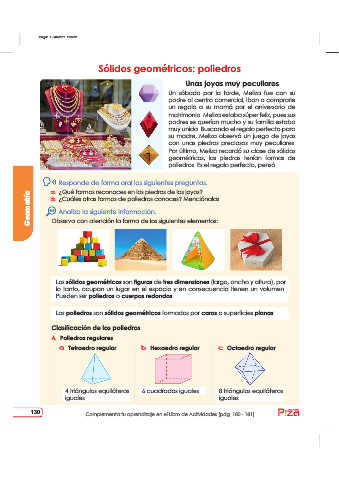 Sólidos geométricos: poliedros
Unas joyas muy peculiares
Un sábado por la tarde, Meliza fue con su
padre al centro comercial, iban a comprarle
un regalo a su mamá por el aniversario de
matrimonio. Meliza estaba súper feliz, pues sus
padres se querían mucho y su familia estaba
muy unida. Buscando el regalo perfecto para
su madre, Meliza observó un juego de joyas
con unas piedras preciosas muy peculiares.
Por último, Meliza recordó su clase de sólidos
geométricos, las piedras tenían formas de
poliedros. Es el regalo perfecto, pensó.
Responde de forma oral las siguientes preguntas.
a. ¿Qué formas reconoces en las piedras de las joyas?
b. ¿Cuáles otras formas de poliedros conoces? Menciónalas
Analiza la siguiente información.
Observa con atención la forma de los siguientes elementos:
Los sólidos geométricos son figuras de tres dimensiones (largo, ancho y altura), por
lo tanto, ocupan un lugar en el espacio y en consecuencia tienen un volumen.
Pueden ser poliedros o cuerpos redondos
Los poliedros son sólidos geométricos formados por caras o superficies planas
Clasificación de los poliedros
A. Poliedros regulares
a. Tetraedro regular b. Hexaedro regular c. Octaedro regular
4 triángulos equiláteros iguales
6 cuadrados iguales
8 triángulos equiláteros iguales
Geometría
130
Complementa tu aprendizaje en el Libro de Actividades (pág. 160 - 161)